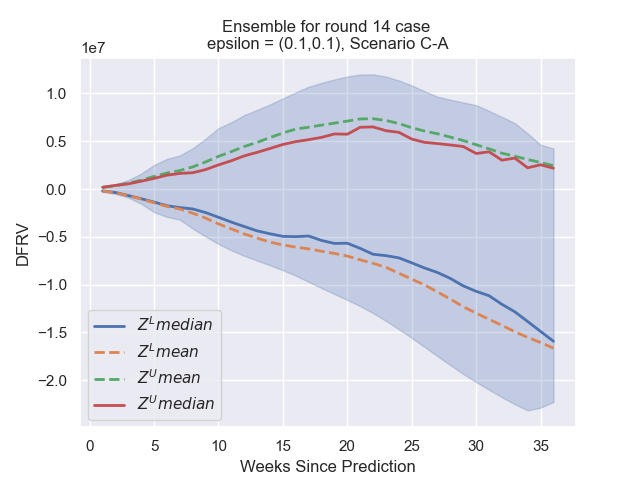 Ensemble for round 14 case
epsilon = (0.1,0.1), Scenario C-A
1e7
1.0
0.5
0.0
−0.5
−1.0
−1.5
−2.0
DFRV
Z^L median
Z^L mean
Z^U mean
Z^U median
0 5 10 15 20 25 30 35
Weeks Since Prediction